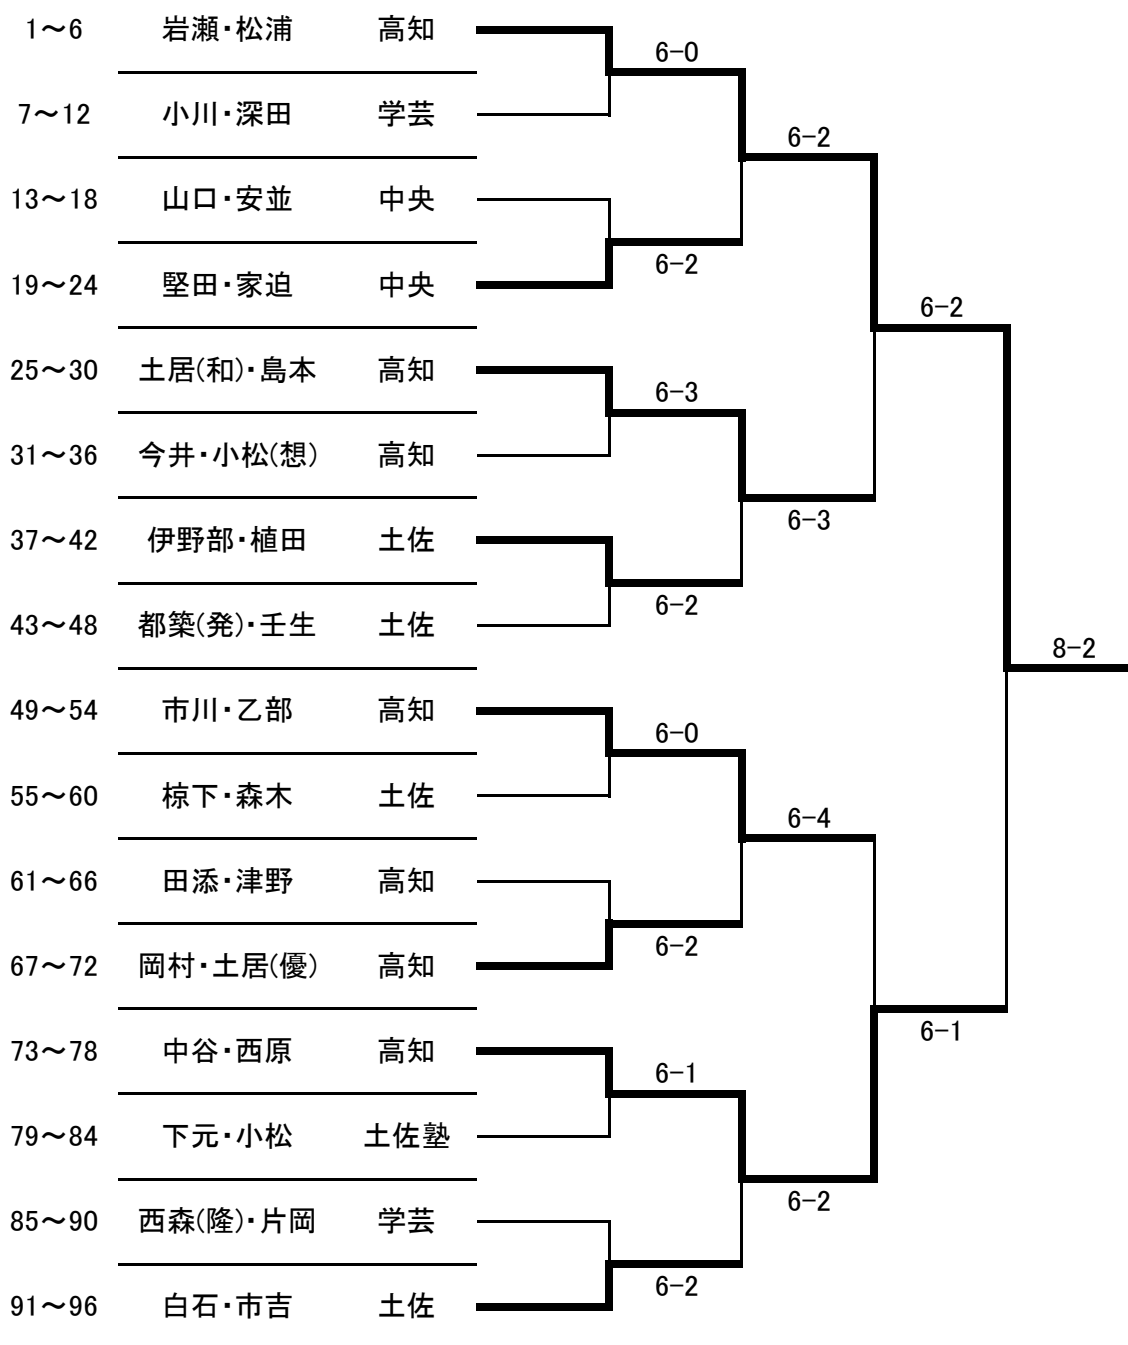 1～6 岩瀬・松浦 高知
6-0
7～12 小川・深田 学芸
6-2
13～18 山口・安並 中央
6-2
19～24 堅田・家迫 中央
6-2
25～30 土居(和)・島本 高知
6-3
31～36 今井・小松(想) 高知
6-3
37～42 伊野部・植田 土佐
6-2
43～48 都築(発)・壬生 土佐
8-2
49～54 市川・乙部 高知
6-0
55～60 椋下・森木 土佐
6-4
61～66 田添・津野 高知
6-2
67～72 岡村・土居(優) 高知
6-1
73～78 中谷・西原 高知
6-1
79～84 下元・小松 土佐塾
6-2
85～90 西森(隆)・片岡 学芸
6-2
91～96 白石・市吉 土佐